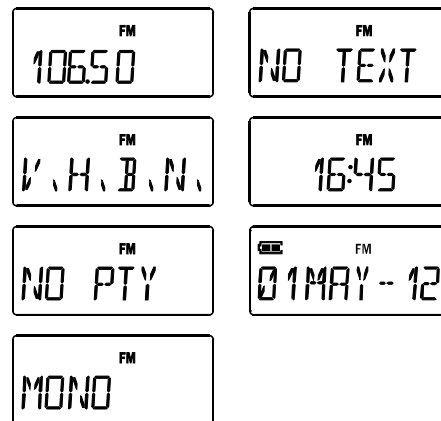 FM
106.50
FM
NO TEXT
FM
V.H.B.N.
FM
16:45
FM
NO PTY
FM
01MAY-12
FM
MONO